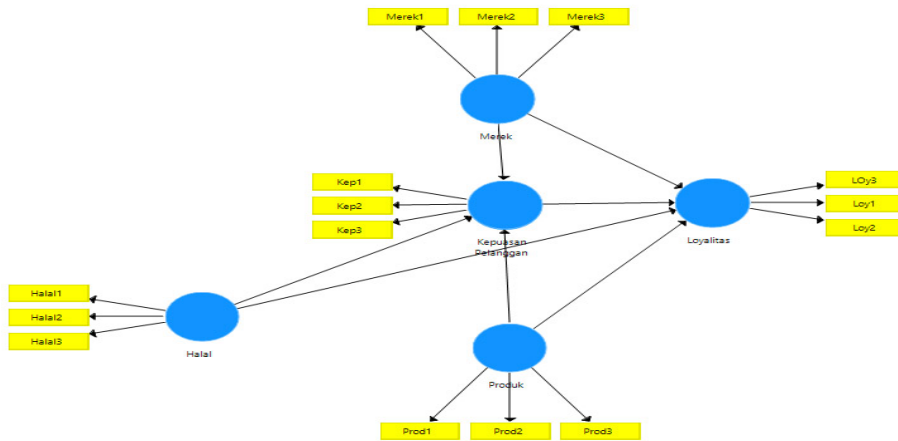 Merek1
Merek2
Merek3
Merek
Kep1
Kep2
Kep3
Kepuasan
Pelanggan
LOy3
Loy1
Loy2
Loyalitas
Halal1
Halal2
Halal3
Halal
Produk
Prod1
Prod2
Prod3